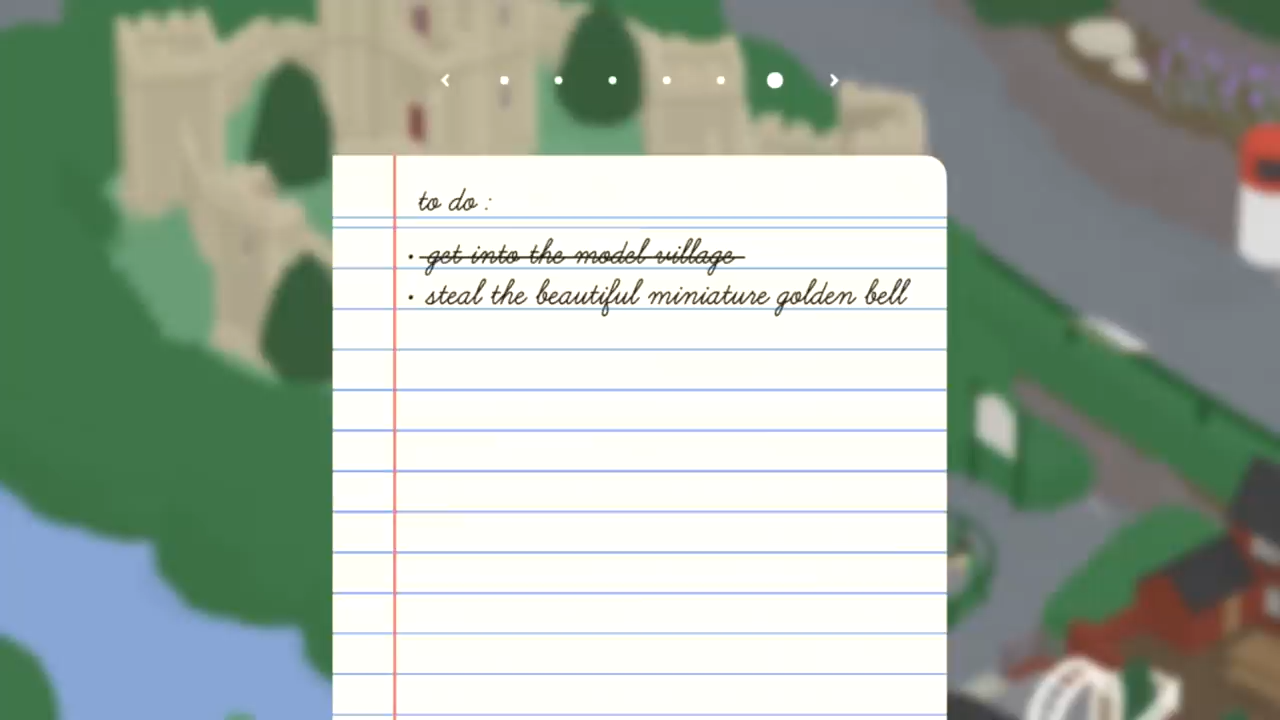 to do :
• get into the model village
• steal the beautiful miniature golden bell